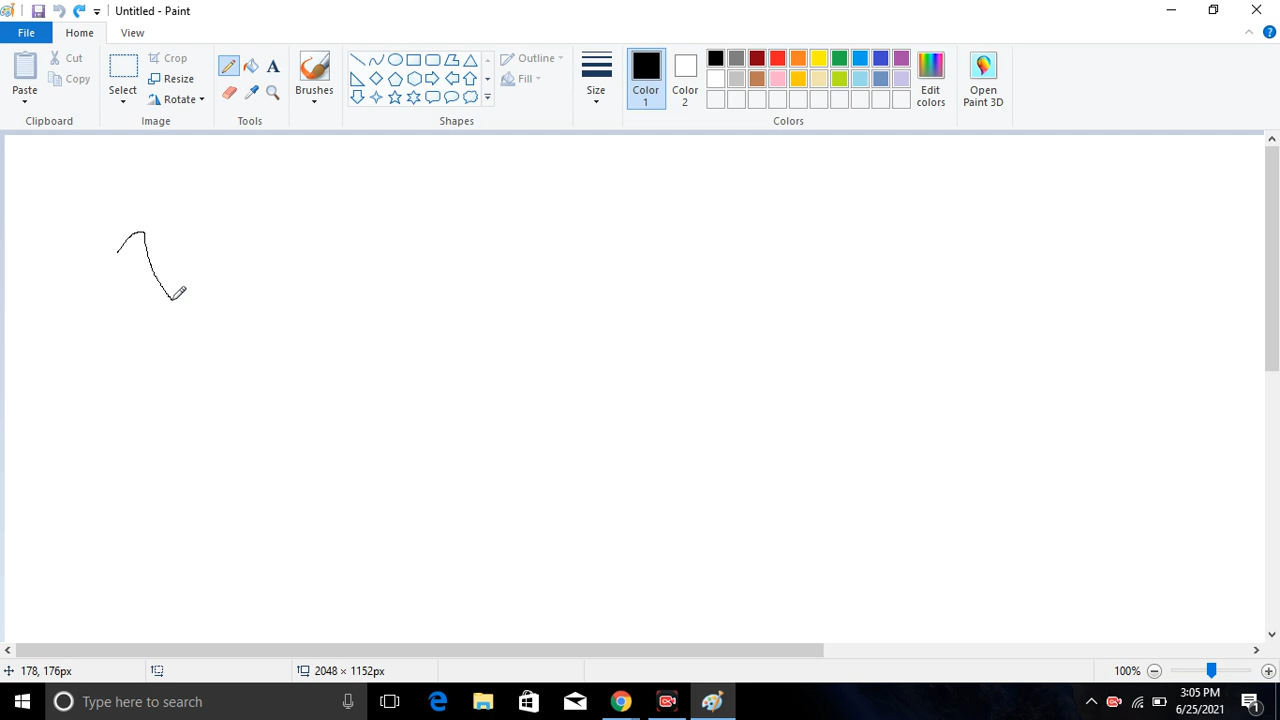 Untitled - Paint
File Home View
Paste
Cut
Copy
Clipboard
Select
Crop
Resize
Rotate
Image
A
Tools
Brushes
Outline
Fill
Shapes
Size
Color 1
Color 2
Edit colors
Colors
Open Paint 3D
?
178, 176px
2048 × 1152px
100%
Type here to search
3:05 PM
6/25/2021
1